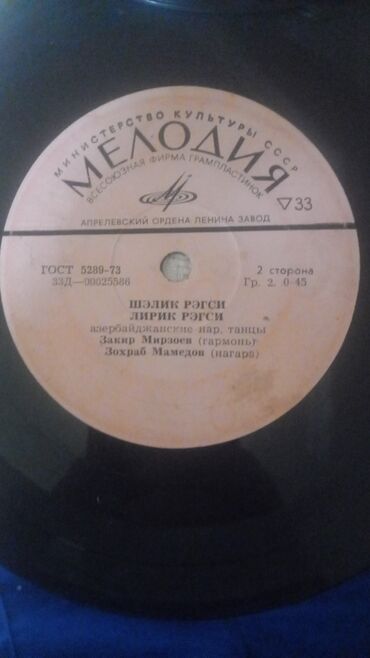 МИНИСТЕРСТВО КУЛЬТУРЫ СССР
МЕЛОДИЯ
ВСЕСОЮЗНАЯ ФИРМА ГРАМПЛАСТИНОК
33
АПРЕЛЕВСКИЙ ОРДЕНА ЛЕНИНА ЗАВОД
ГОСТ 5289-73
33Д—00025586
2 сторона
Гр. 2. 0-45
ШЭЛИК РЭГСИ
ЛИРИК РЭГСИ
азербайджанские нар. танцы
Закир Мирзоев (гармонь)
Зохраб Мамедов (нагара)